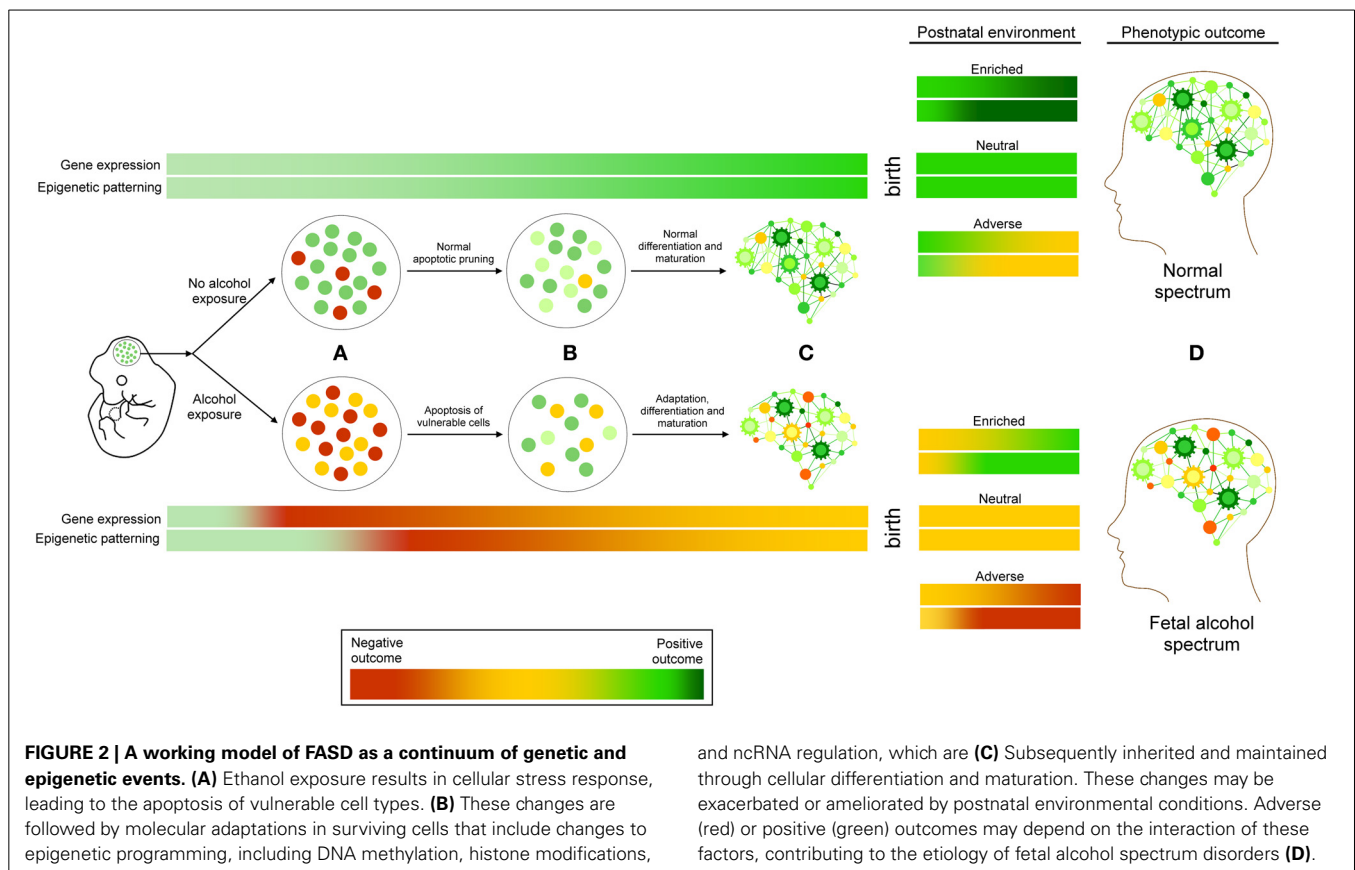 Postnatal environment
Phenotypic outcome
Enriched
Neutral
Adverse
Gene expression
Epigenetic patterning
birth
No alcohol
exposure
Normal
apoptotic pruning
Normal
differentiation and
maturation
Normal
spectrum
A
B
C
D
Alcohol
exposure
Apoptosis of
vulnerable cells
Adaptation,
differentiation and
maturation
Gene expression
Epigenetic patterning
birth
Enriched
Neutral
Adverse
Fetal alcohol
spectrum
Negative
outcome
Positive
outcome
FIGURE 2 | A working model of FASD as a continuum of genetic and
epigenetic events. (A) Ethanol exposure results in cellular stress response,
leading to the apoptosis of vulnerable cell types. (B) These changes are
followed by molecular adaptations in surviving cells that include changes to
epigenetic programming, including DNA methylation, histone modifications,
and ncRNA regulation, which are (C) Subsequently inherited and maintained
through cellular differentiation and maturation. These changes may be
exacerbated or ameliorated by postnatal environmental conditions. Adverse
(red) or positive (green) outcomes may depend on the interaction of these
factors, contributing to the etiology of fetal alcohol spectrum disorders (D).